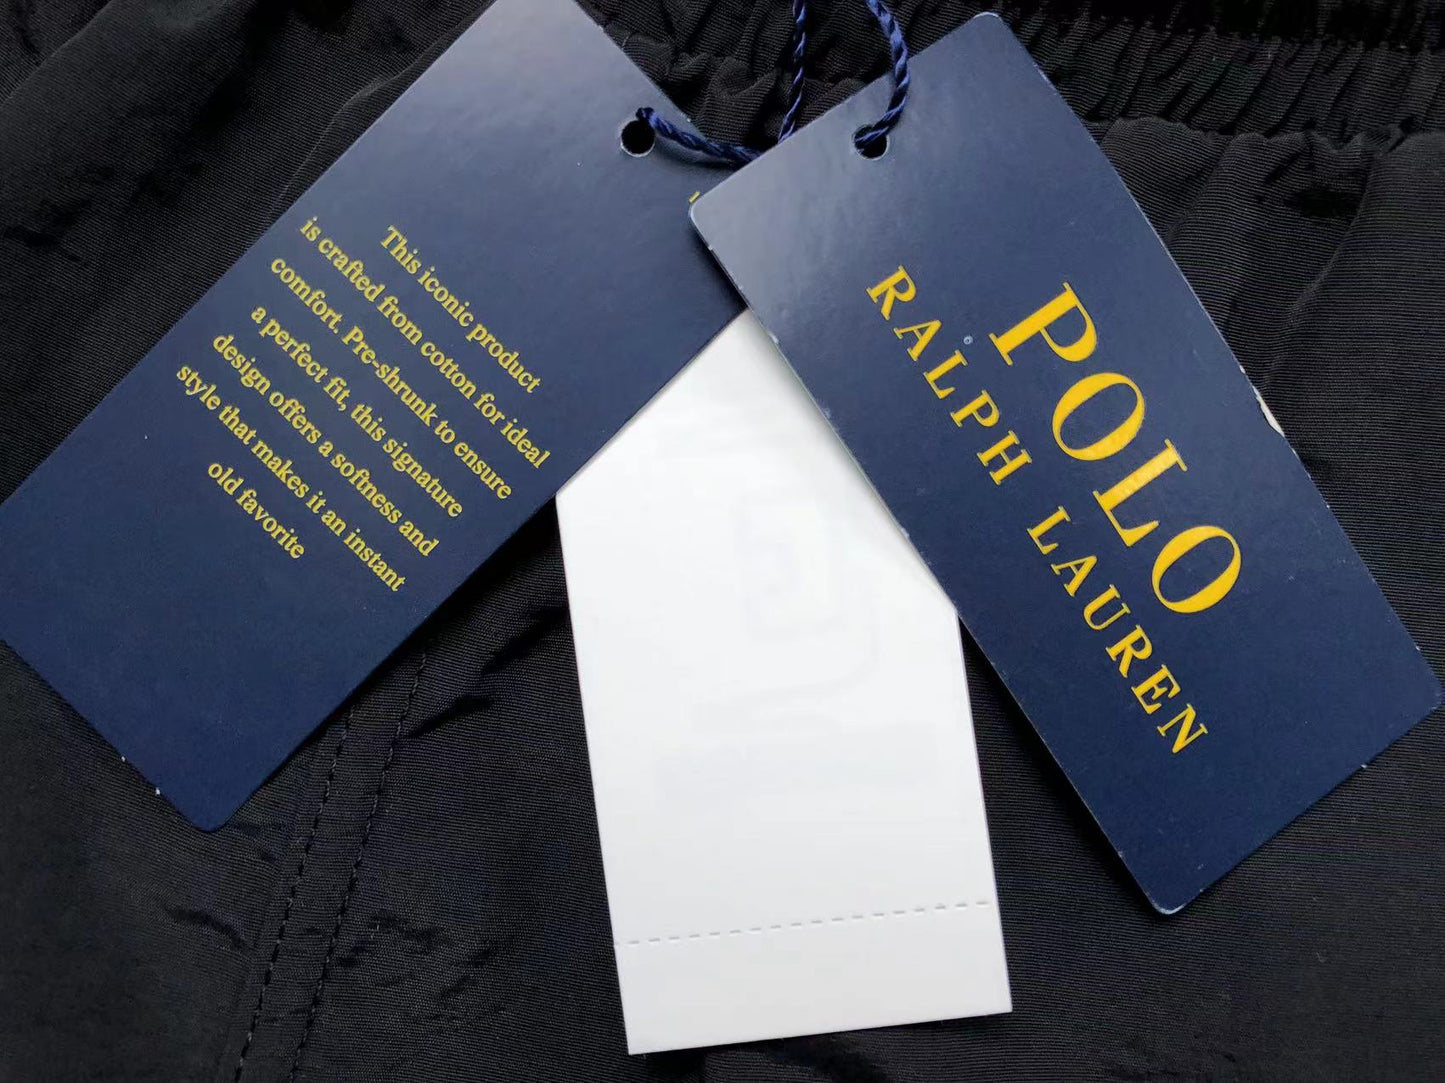 This iconic product
is crafted from cotton for ideal
comfort. Pre-shrunk to ensure
a perfect fit, this signature
design offers a softness and
style that makes it an instant
old favorite
POLO
RALPH LAUREN